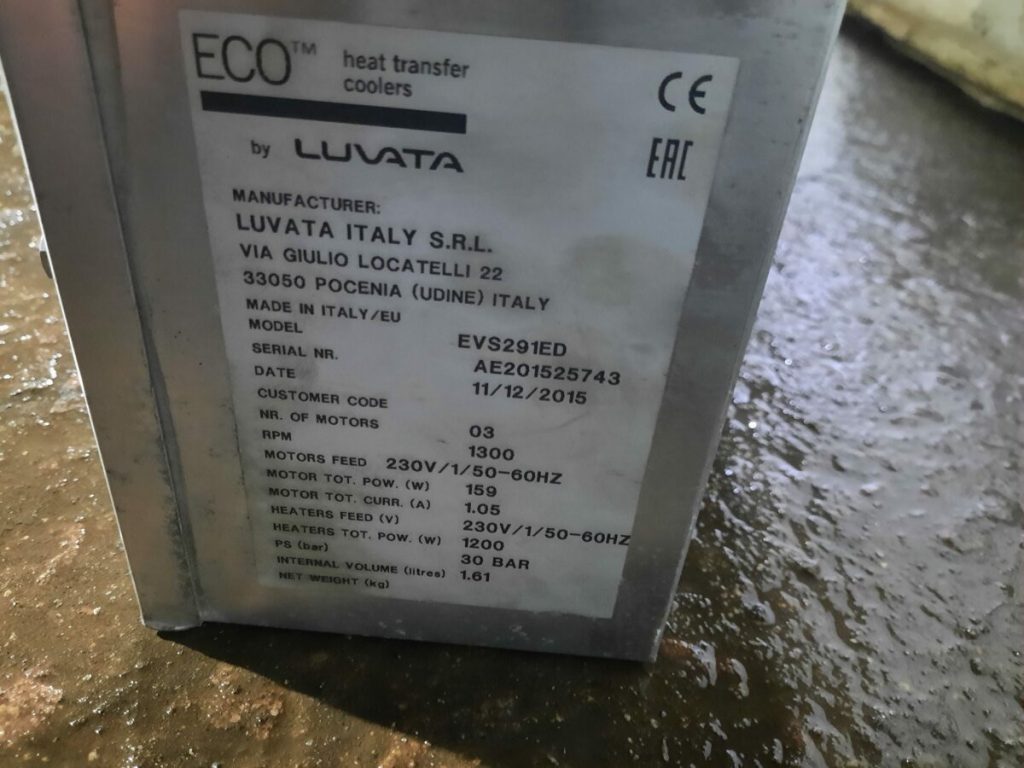 ECO™ heat transfer
coolers
CE
by LUVATA
EAC
MANUFACTURER:
LUVATA ITALY S.R.L.
VIA GIULIO LOCATELLI 22
33050 POCENIA (UDINE) ITALY
MADE IN ITALY/EU
MODEL EVS291ED
SERIAL NR. AE201525743
DATE 11/12/2015
CUSTOMER CODE
NR. OF MOTORS 03
RPM 1300
MOTORS FEED 230V/1/50-60HZ
MOTOR TOT. POW. (W) 159
MOTOR TOT. CURR. (A) 1.05
HEATERS FEED (V) 230V/1/50-60HZ
HEATERS TOT. POW. (W) 1200
PS (bar) 30 BAR
INTERNAL VOLUME (litres) 1.61
NET WEIGHT (kg)